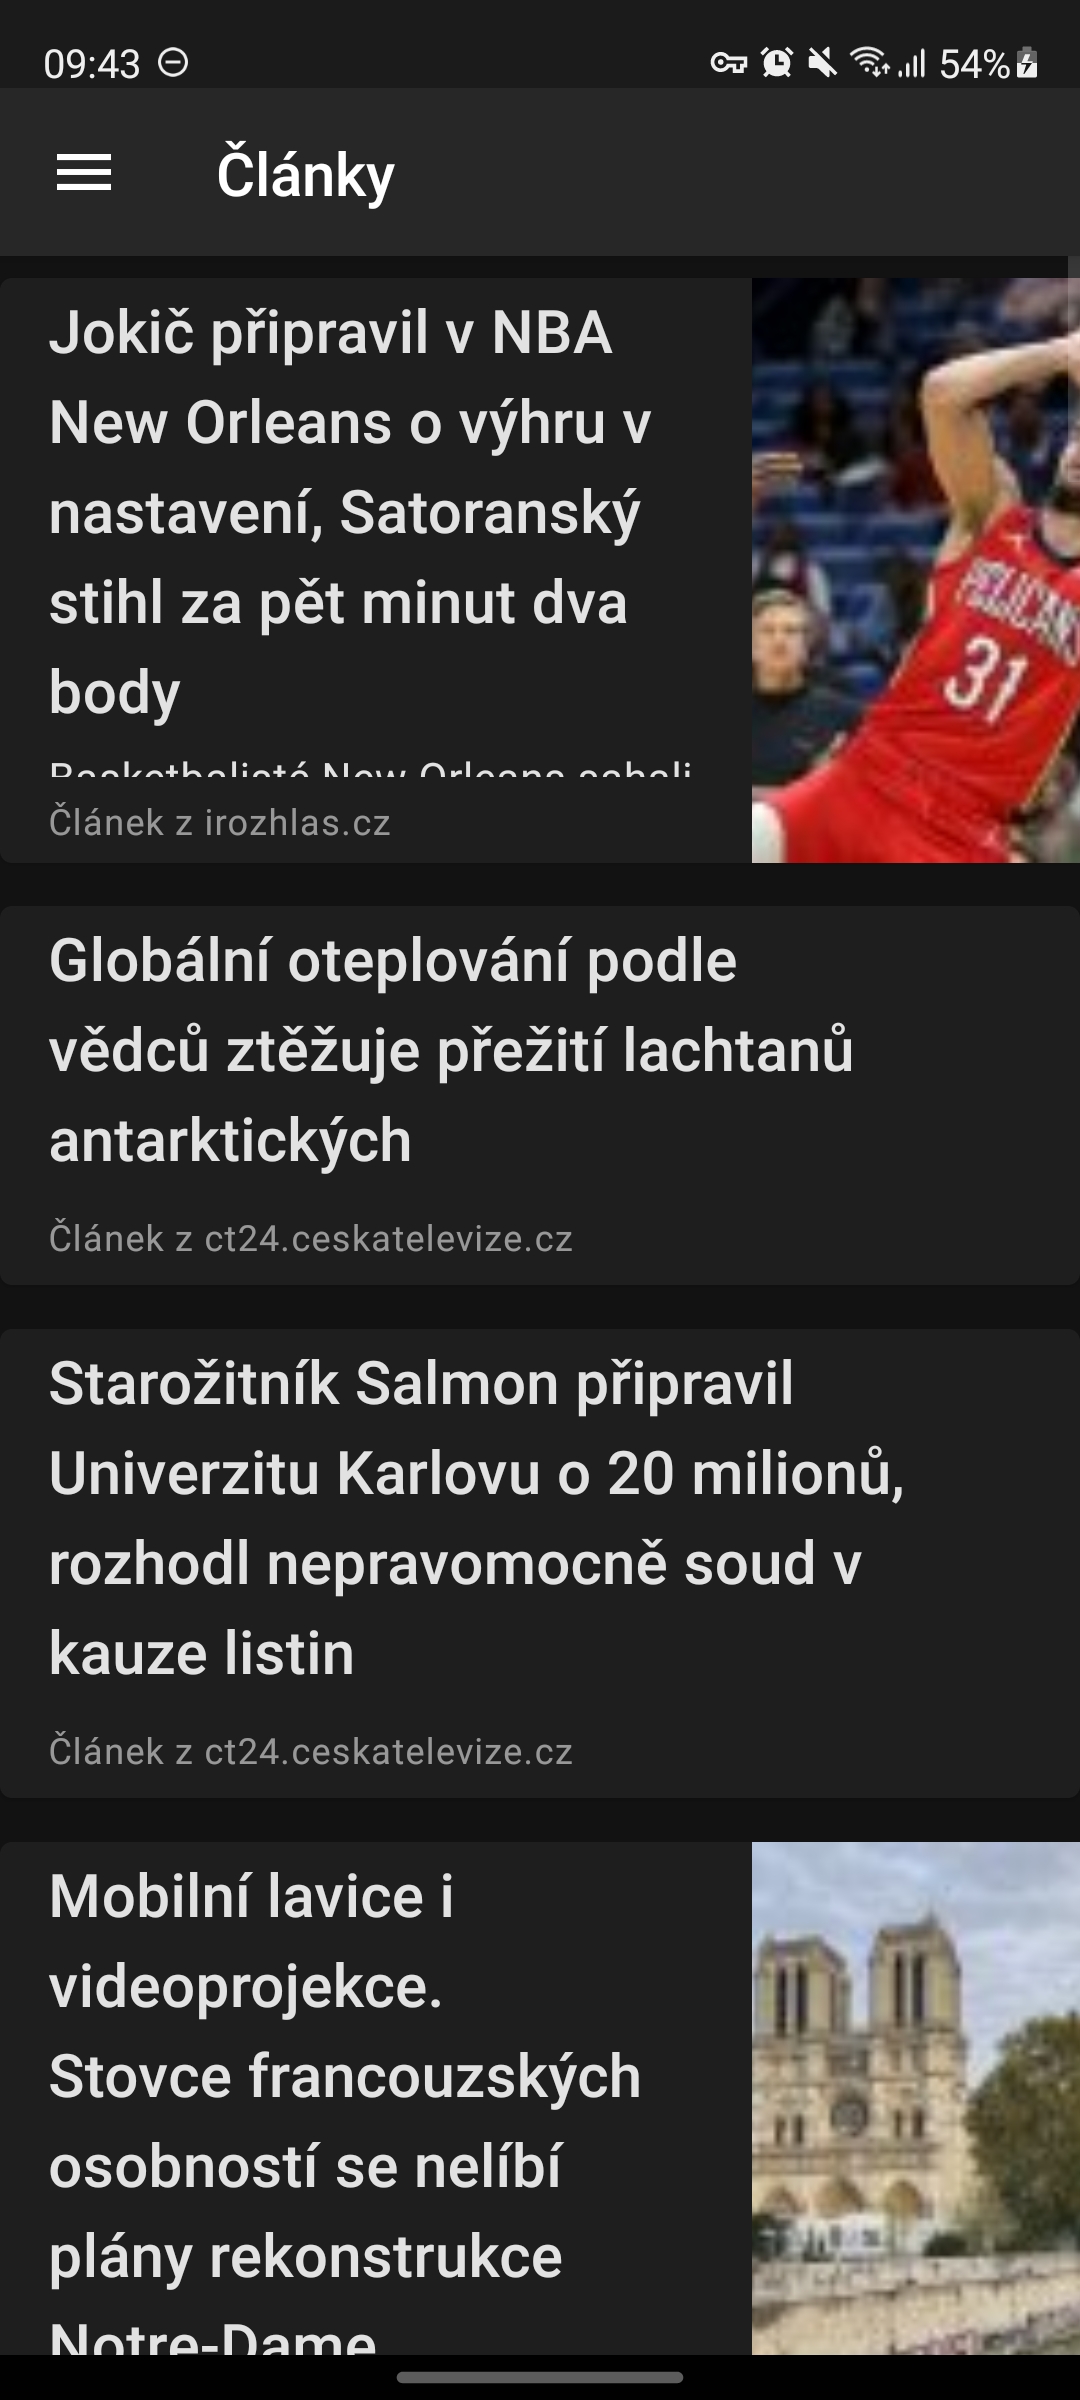 09:43
54%
Články
Jokič připravil v NBA
New Orleans o výhru v
nastavení, Satoranský
stihl za pět minut dva
body
Basketbalisté New Orleans sahali
Článek z irozhlas.cz
PELICANS
31
Globální oteplování podle
vědců ztěžuje přežití lachtanů
antarktických
Článek z ct24.ceskatelevize.cz
Starožitník Salmon připravil
Univerzitu Karlovu o 20 milionů,
rozhodl nepravomocně soud v
kauze listin
Článek z ct24.ceskatelevize.cz
Mobilní lavice i
videoprojekce.
Stovce francouzských
osobností se nelíbí
plány rekonstrukce
Notre-Dame